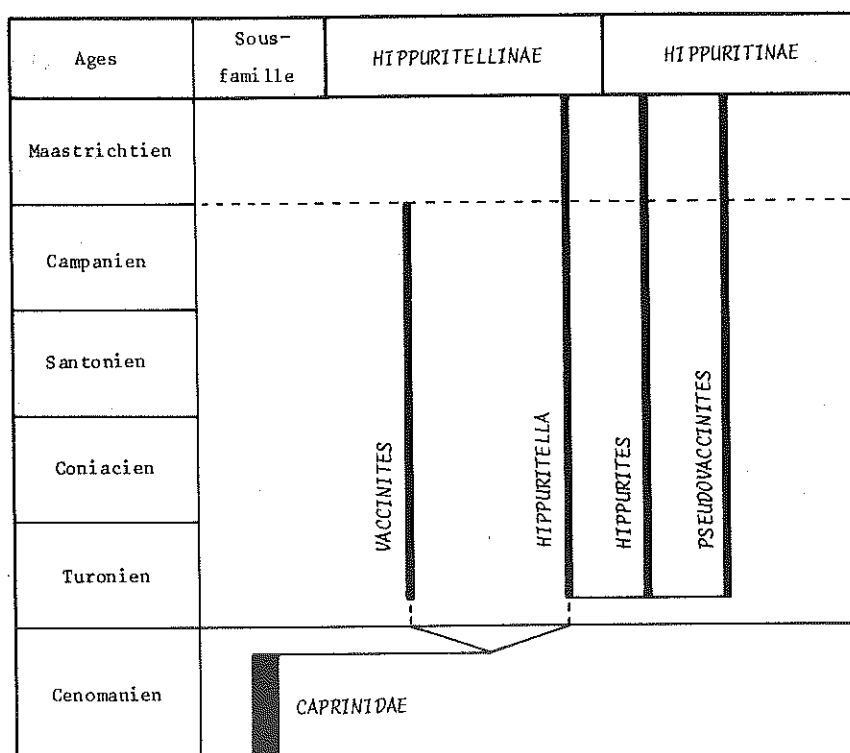 Ages
Sous-
famille
HIPPURITELLINAE
HIPPURITINAE
Maastrichtien
Campanien
Santonien
Coniacien
Turonien
Cenomanien
VACCINITES
HIPPURITELLA
HIPPURITES
PSEUDOVACCINITES
CAPRINIDAE